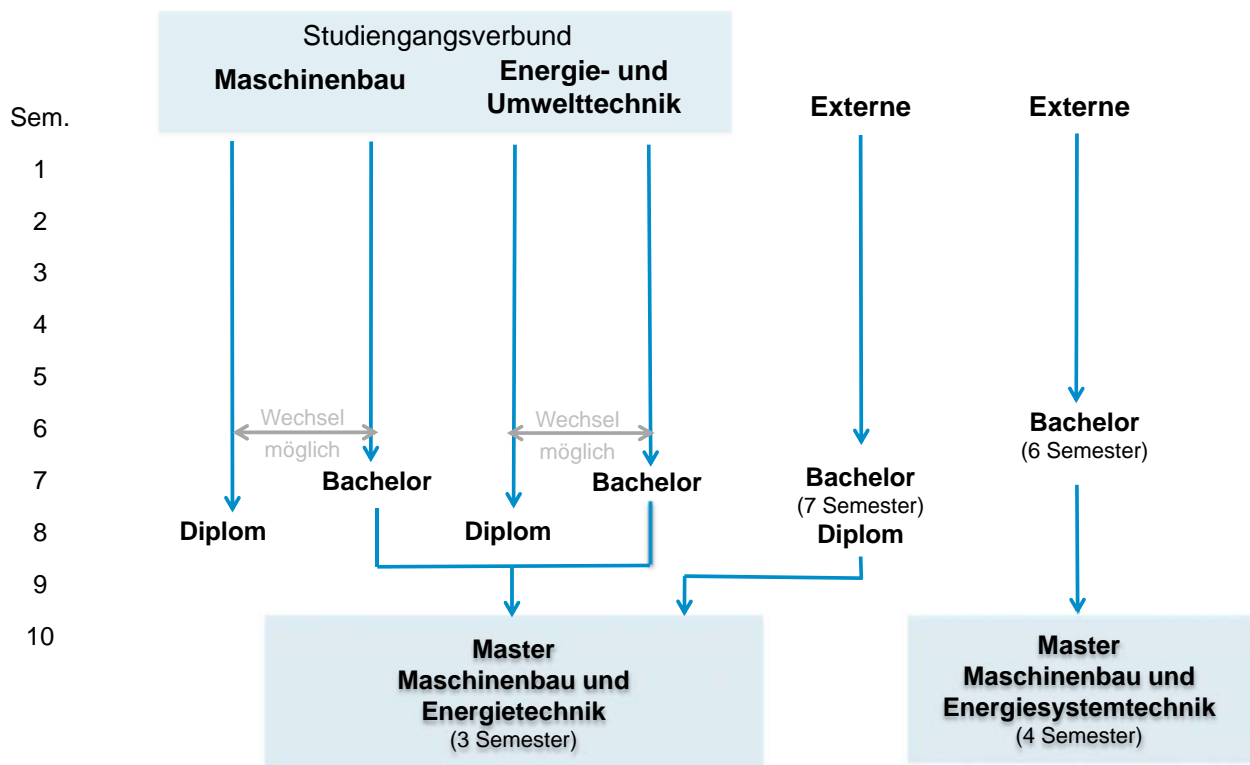 Studiengangsverbund
Maschinenbau
Energie- und
Umwelttechnik
Externe
Externe
Sem.
1
2
3
4
5
6
7
8
9
10
Wechsel
möglich
Wechsel
möglich
Bachelor
(6 Semester)
Bachelor
Bachelor
Bachelor
(7 Semester)
Diplom
Diplom
Diplom
Master
Maschinenbau und
Energietechnik
(3 Semester)
Master
Maschinenbau und
Energiesystemtechnik
(4 Semester)